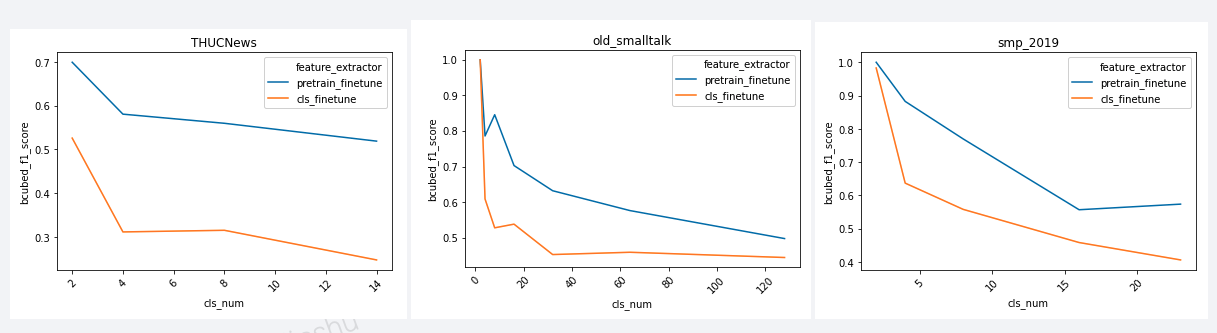 THUCNews
feature_extractor
pretrain_finetune
cls_finetune
bcubed_f1_score
0.7
0.6
0.5
0.4
0.3
2
4
6
8
10
12
14
cls_num
old_smalltalk
feature_extractor
pretrain_finetune
cls_finetune
bcubed_f1_score
1.0
0.9
0.8
0.7
0.6
0.5
0
20
40
60
80
100
120
cls_num
smp_2019
feature_extractor
pretrain_finetune
cls_finetune
bcubed_f1_score
1.0
0.9
0.8
0.7
0.6
0.5
0.4
5
10
15
20
cls_num